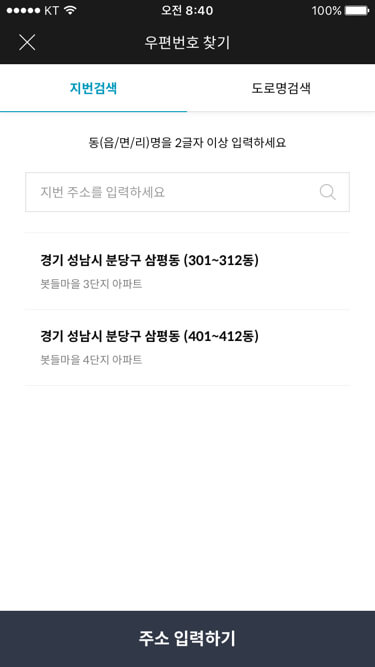 KT 오전 8:40 100%
우편번호 찾기
지번검색 도로명검색
동(읍/면/리)명을 2글자 이상 입력하세요
지번 주소를 입력하세요
경기 성남시 분당구 삼평동 (301~312동)
봇들마을 3단지 아파트
경기 성남시 분당구 삼평동 (401~412동)
봇들마을 4단지 아파트
주소 입력하기